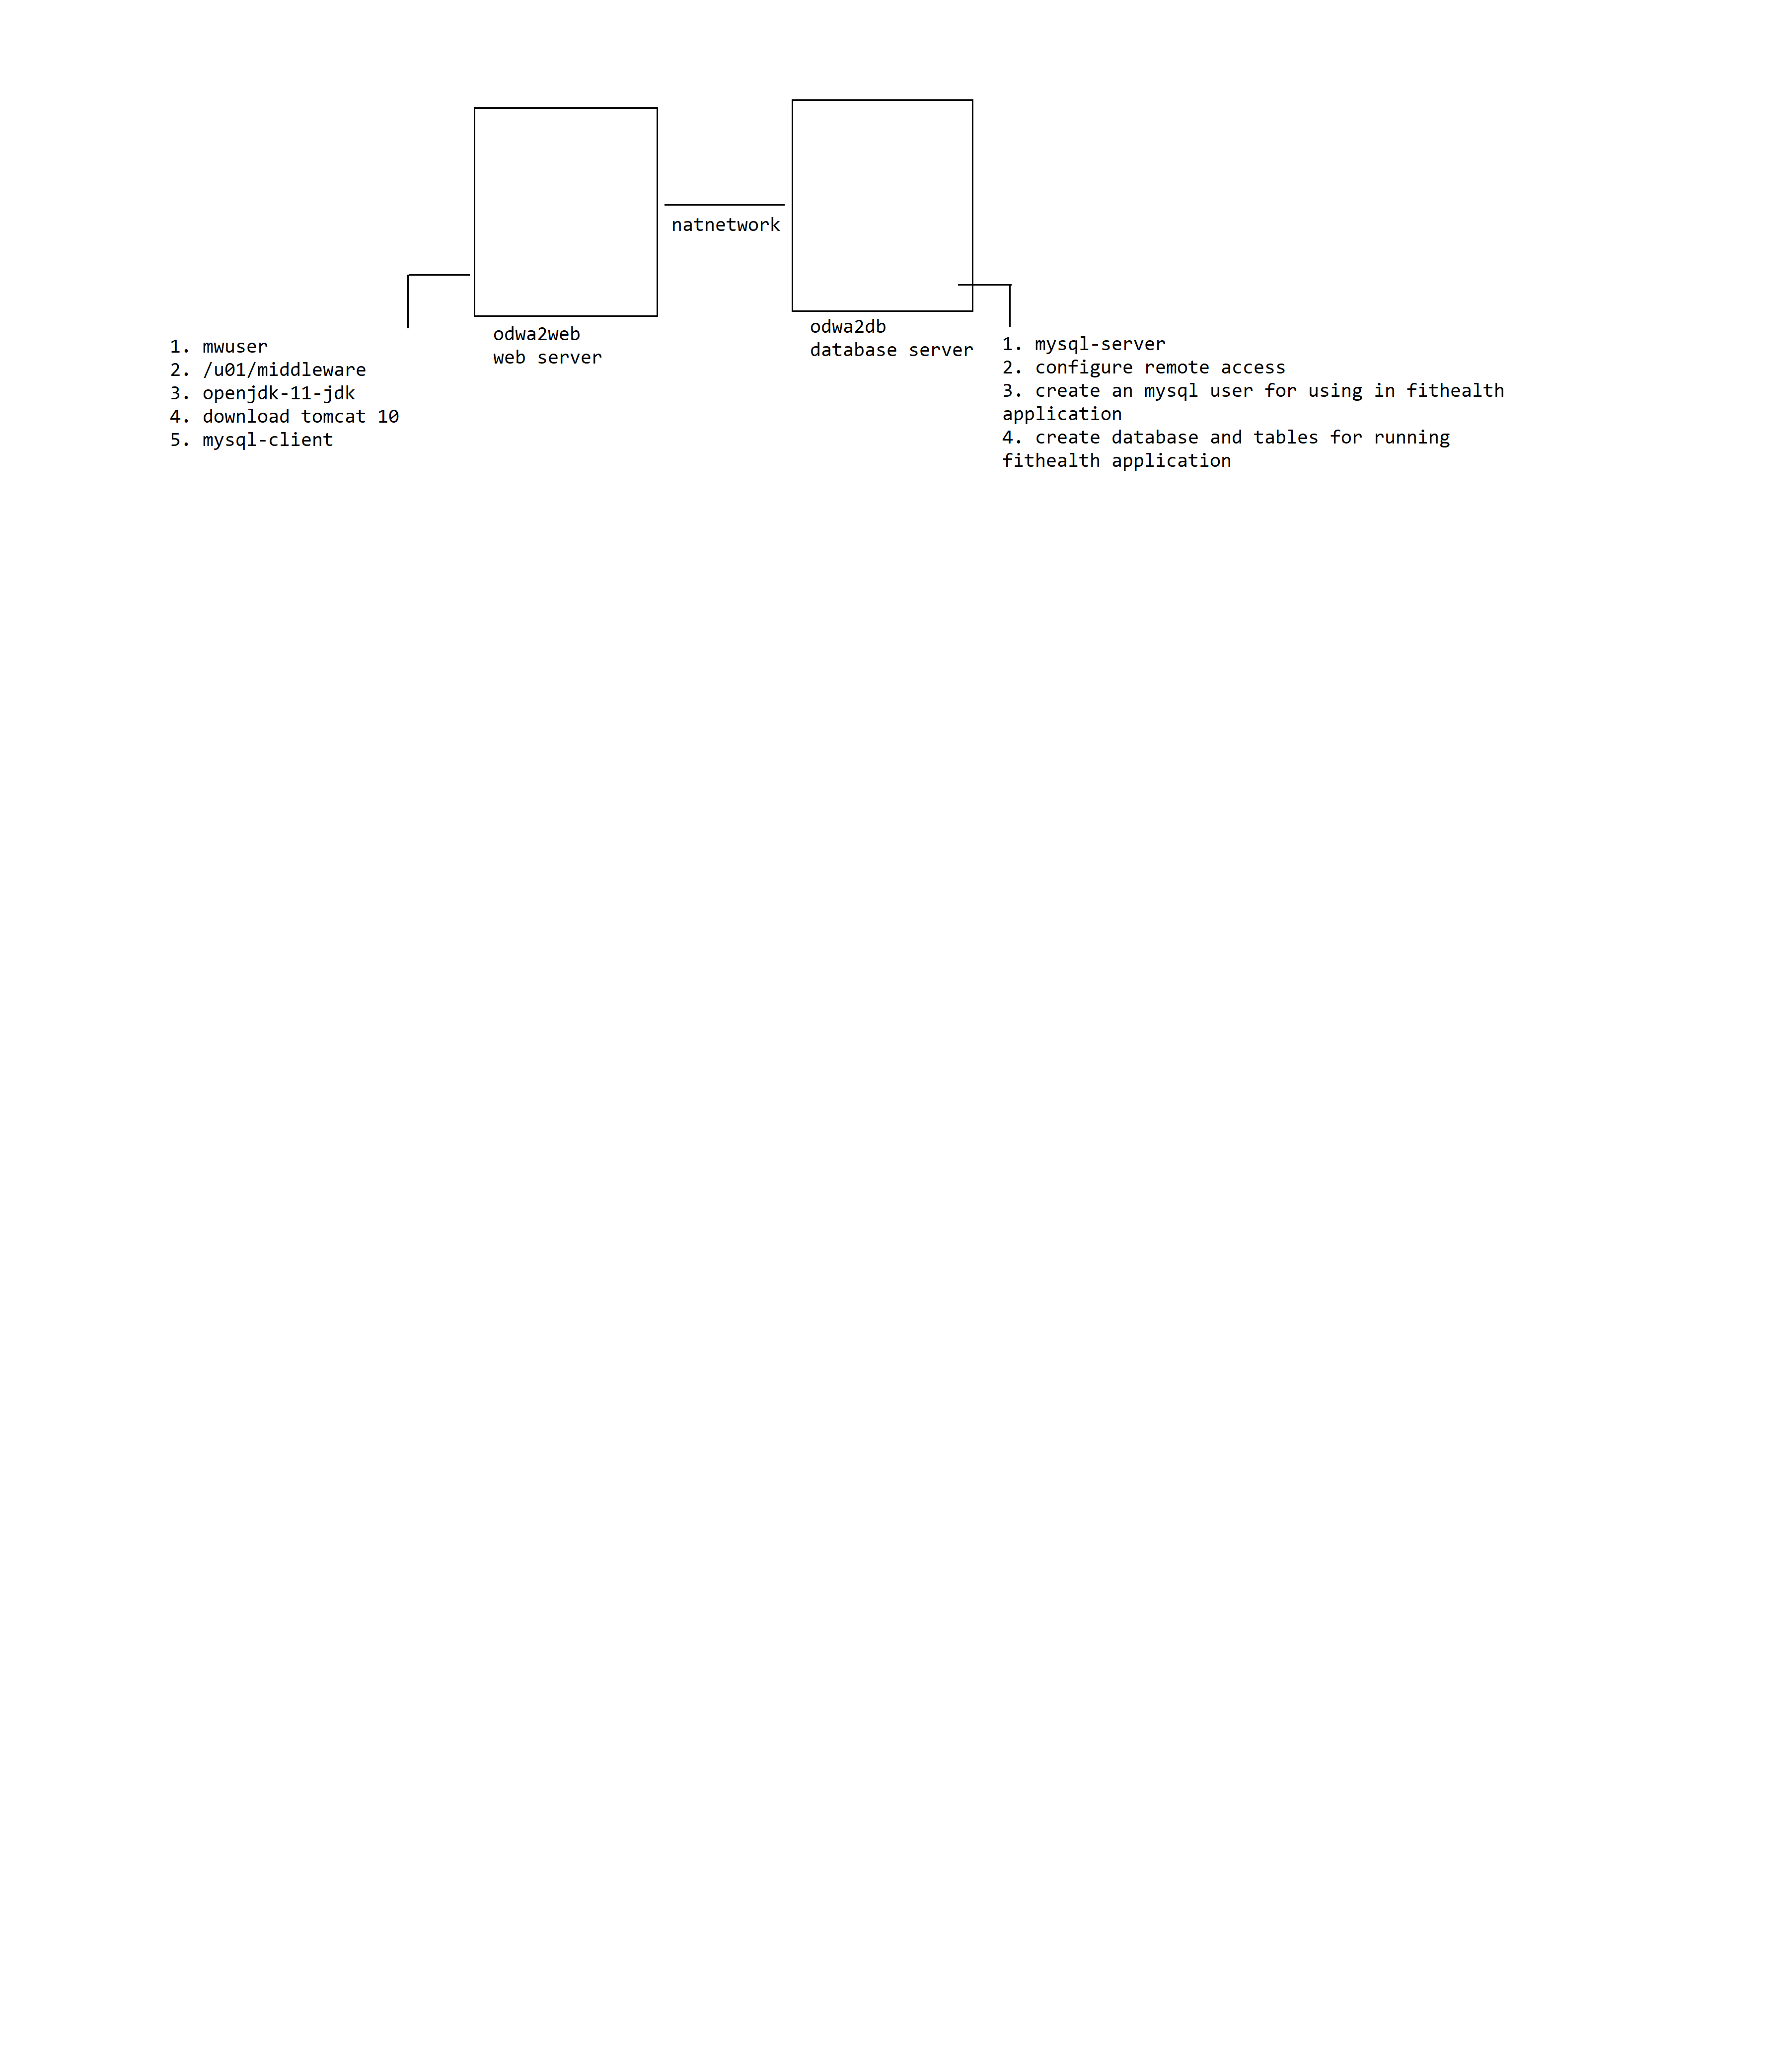 natnetwork
odwa2web
web server
odwa2db
database server
1. mwuser
2. /u01/middleware
3. openjdk-11-jdk
4. download tomcat 10
5. mysql-client
1. mysql-server
2. configure remote access
3. create an mysql user for using in fithealth
application
4. create database and tables for running
fithealth application